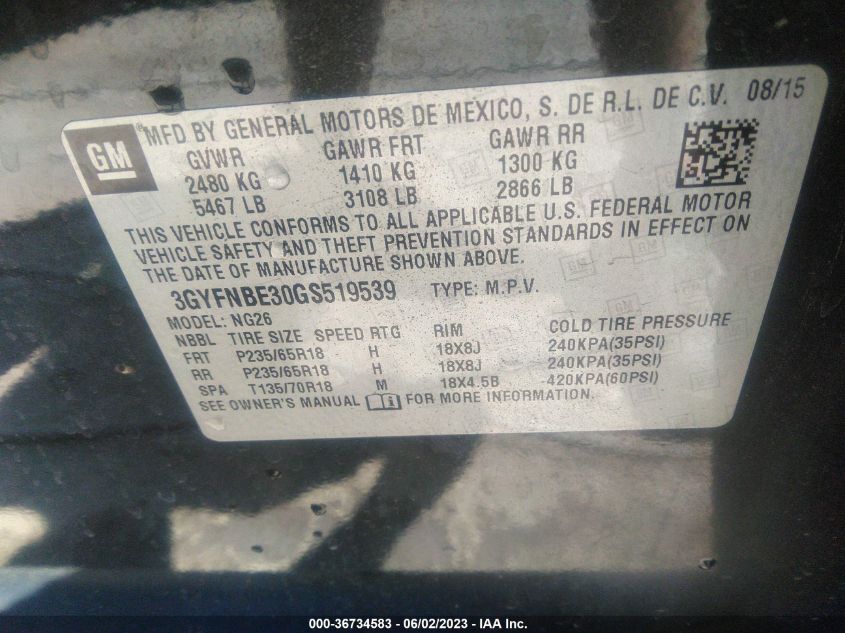 GM
®MFD BY GENERAL MOTORS DE MEXICO, S. DE R.L. DE C.V. 08/15
GVWR GAWR FRT GAWR RR
2480 KG 1410 KG 1300 KG
5467 LB 3108 LB 2866 LB
THIS VEHICLE CONFORMS TO ALL APPLICABLE U.S. FEDERAL MOTOR
VEHICLE SAFETY AND THEFT PREVENTION STANDARDS IN EFFECT ON
THE DATE OF MANUFACTURE SHOWN ABOVE.
3GYFNBE30GS519539 TYPE: M.P.V.
MODEL: NG26
NBBL TIRE SIZE SPEED RTG RIM COLD TIRE PRESSURE
FRT P235/65R18 H 18X8J 240KPA(35PSI)
RR P235/65R18 H 18X8J 240KPA(35PSI)
SPA T135/70R18 M 18X4.5B 420KPA(60PSI)
SEE OWNER'S MANUAL FOR MORE INFORMATION.
000-36734583 - 06/02/2023 - IAA Inc.